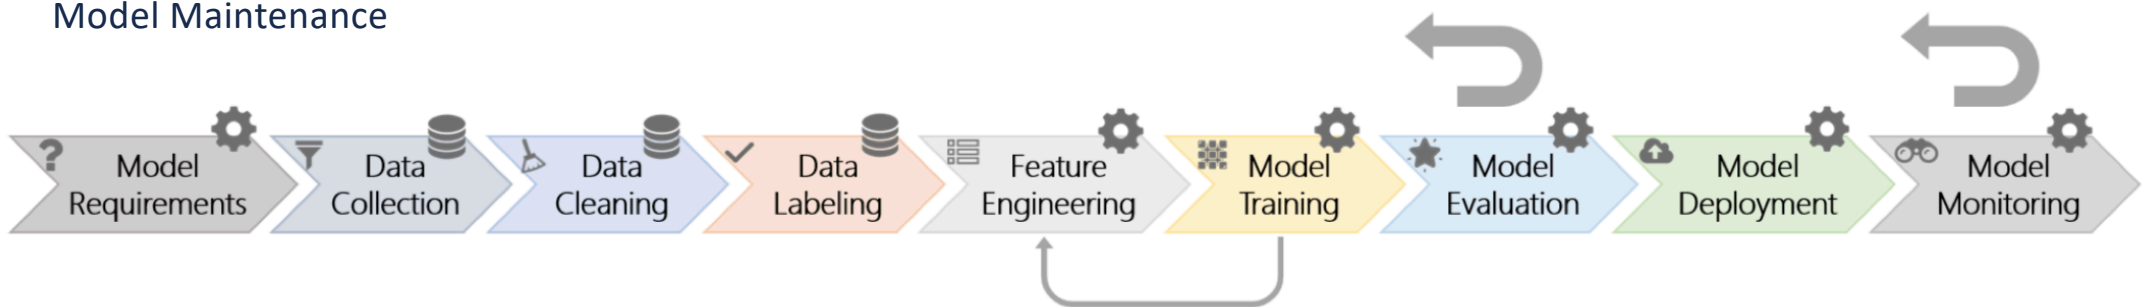 Model Maintenance
?
Model
Requirements
Data
Collection
Data
Cleaning
Data
Labeling
Feature
Engineering
Model
Training
Model
Evaluation
Model
Deployment
Model
Monitoring